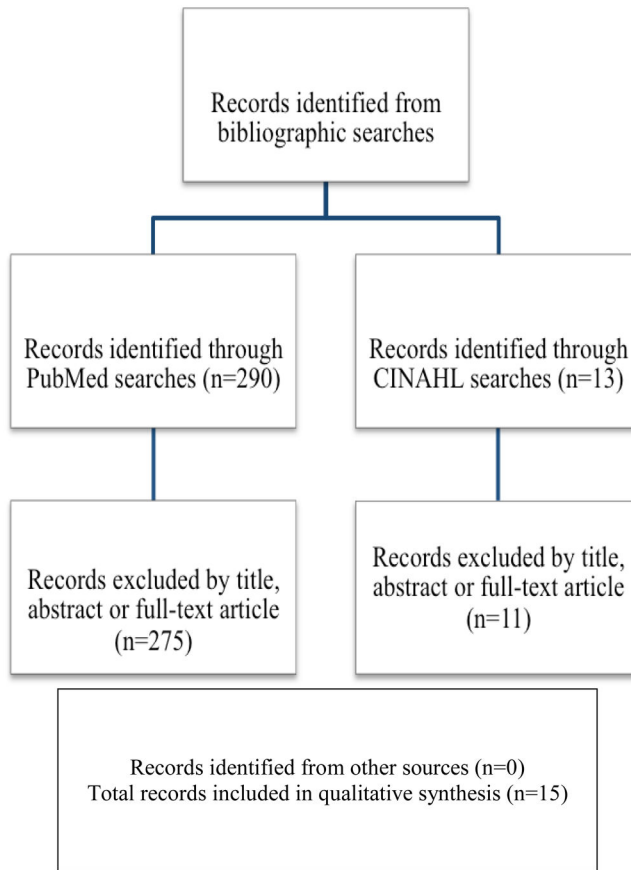 Records identified from
bibliographic searches
Records identified through
PubMed searches (n=290)
Records identified through
CINAHL searches (n=13)
Records excluded by title,
abstract or full-text article
(n=275)
Records excluded by title,
abstract or full-text article
(n=11)
Records identified from other sources (n=0)
Total records included in qualitative synthesis (n=15)